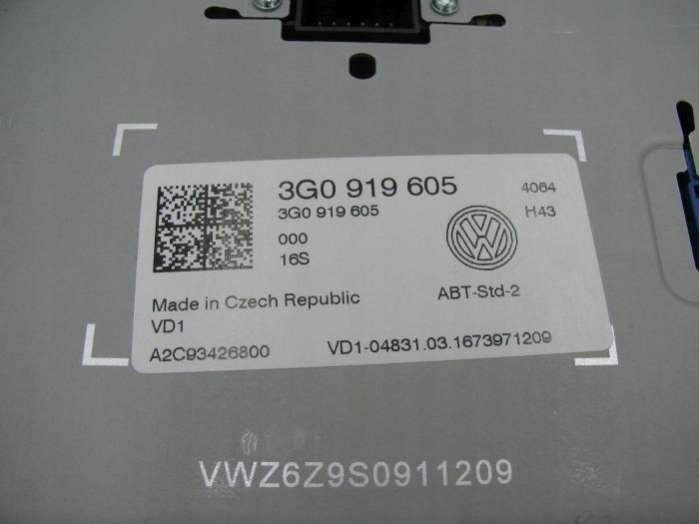 3G0 919 605
4064
3G0 919 605
H43
000
16S
Made in Czech Republic
ABT-Std-2
VD1
A2C93426800
VD1-04831.03.1673971209
VWZ6Z9S0911209